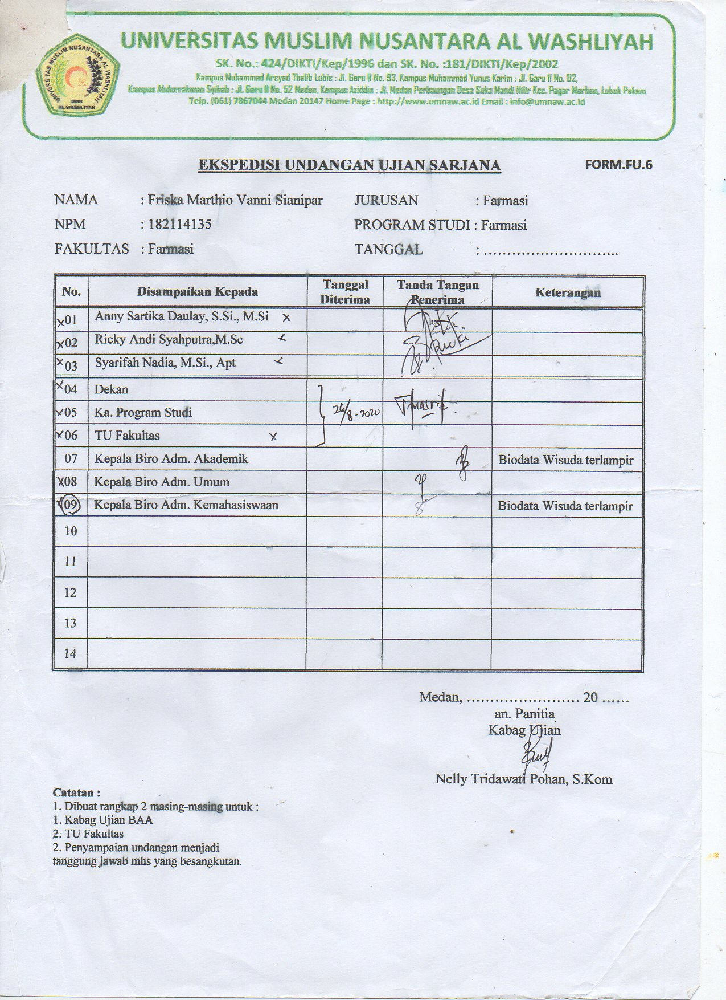 UNIVERSITAS MUSLIM NUSANTARA AL WASHLIYAH
SK. No.: 424/DIKTI/Kep/1996 dan SK. No. :181/DIKTI/Kep/2002
Kampus Muhammad Arsyad Thalib Lubis : Jl. Garu II No. 93, Kampus Muhammad Yunus Karim : Jl. Garu II No. 02,
Kampus Abdurrahman Syihab : Jl. Garu II No. 52 Medan, Kampus Aziddin : Jl. Medan Perbaungan Desa Suka Mandi Hilir Kec. Pagar Merbau, Lubuk Pakam
Telp. (061) 7867044 Medan 20147 Home Page : http://www.umnaw.ac.id Email : info@umnaw.ac.id
UNIVERSITAS MUSLIM NUSANTARA AL WASHLIYAH
UMN
AL WASHLIYAH
EKSPEDISI UNDANGAN UJIAN SARJANA FORM.FU.6
NAMA : Friska Marthio Vanni Sianipar JURUSAN : Farmasi
NPM : 182114135 PROGRAM STUDI : Farmasi
FAKULTAS : Farmasi TANGGAL : ………………………..
No. Disampaikan Kepada Tanggal Diterima Tanda Tangan Penerima Keterangan
x01 Anny Sartika Daulay, S.Si., M.Si x
x02 Ricky Andi Syahputra,M.Sc x Ricki
x03 Syarifah Nadia, M.Si., Apt x
x04 Dekan
x05 Ka. Program Studi 26/8-2020
x06 TU Fakultas x
07 Kepala Biro Adm. Akademik Biodata Wisuda terlampir
x08 Kepala Biro Adm. Umum
x09 Kepala Biro Adm. Kemahasiswaan Biodata Wisuda terlampir
10
11
12
13
14
Medan, …………………… 20 ……
an. Panitia
Kabag Ujian
Nelly Tridawati Pohan, S.Kom
Catatan :
1. Dibuat rangkap 2 masing-masing untuk :
1. Kabag Ujian BAA
2. TU Fakultas
2. Penyampaian undangan menjadi
tanggung jawab mhs yang besangkutan.